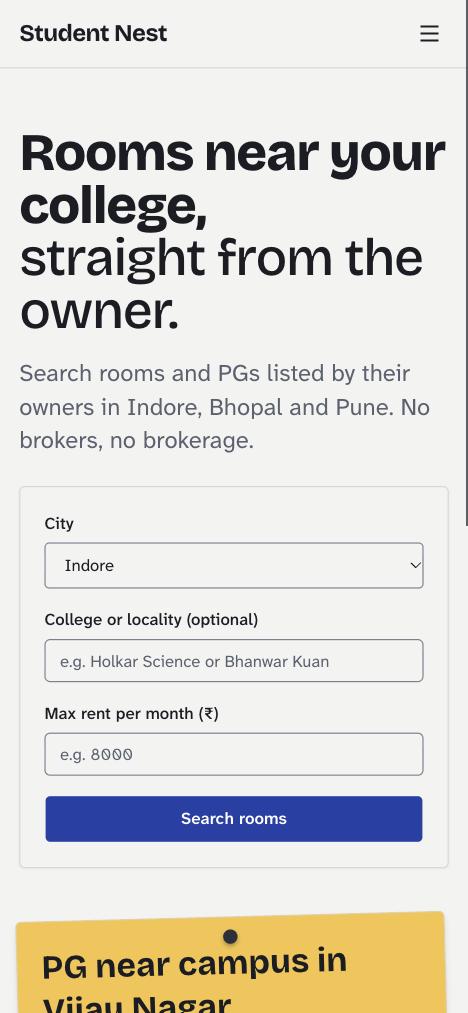 Student Nest
Rooms near your
college,
straight from the
owner.
Search rooms and PGs listed by their
owners in Indore, Bhopal and Pune. No
brokers, no brokerage.
City
Indore
College or locality (optional)
e.g. Holkar Science or Bhanwar Kuan
Max rent per month (₹)
e.g. 8000
Search rooms
PG near campus in
Vijay Nagar